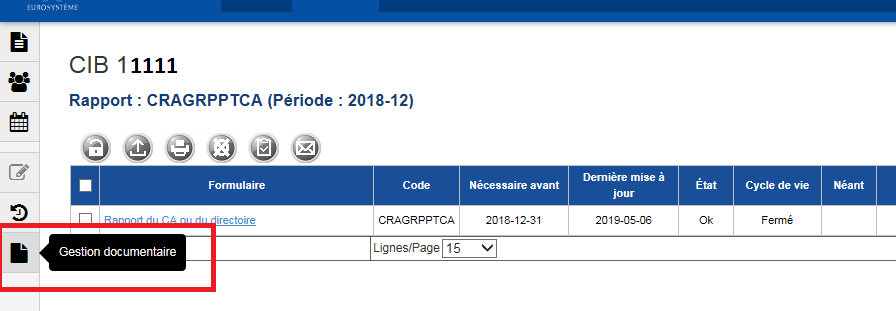 EUROSYSTÈME
CIB 11111
Rapport : CRAGRPPTCA (Période : 2018-12)
Formulaire Code Nécessaire avant Dernière mise à jour État Cycle de vie Néant
Rapport du CA ou du directoire CRAGRPPTCA 2018-12-31 2019-05-06 Ok Fermé
Lignes/Page 15
Gestion documentaire